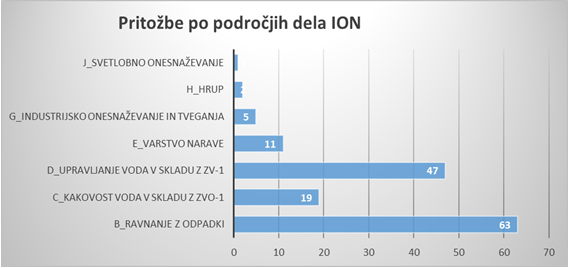 Pritožbe po področjih dela ION
J_SVETLOBNO ONESNAŽEVANJE
H_HRUP
G_INDUSTRIJSKO ONESNAŽEVANJE IN TVEGANJA
5
E_VARSTVO NARAVE
11
D_UPRAVLJANJE VODA V SKLADU Z ZV-1
47
C_KAKOVOST VODA V SKLADU Z ZVO-1
19
B_RAVNANJE Z ODPADKI
63
0 10 20 30 40 50 60 70